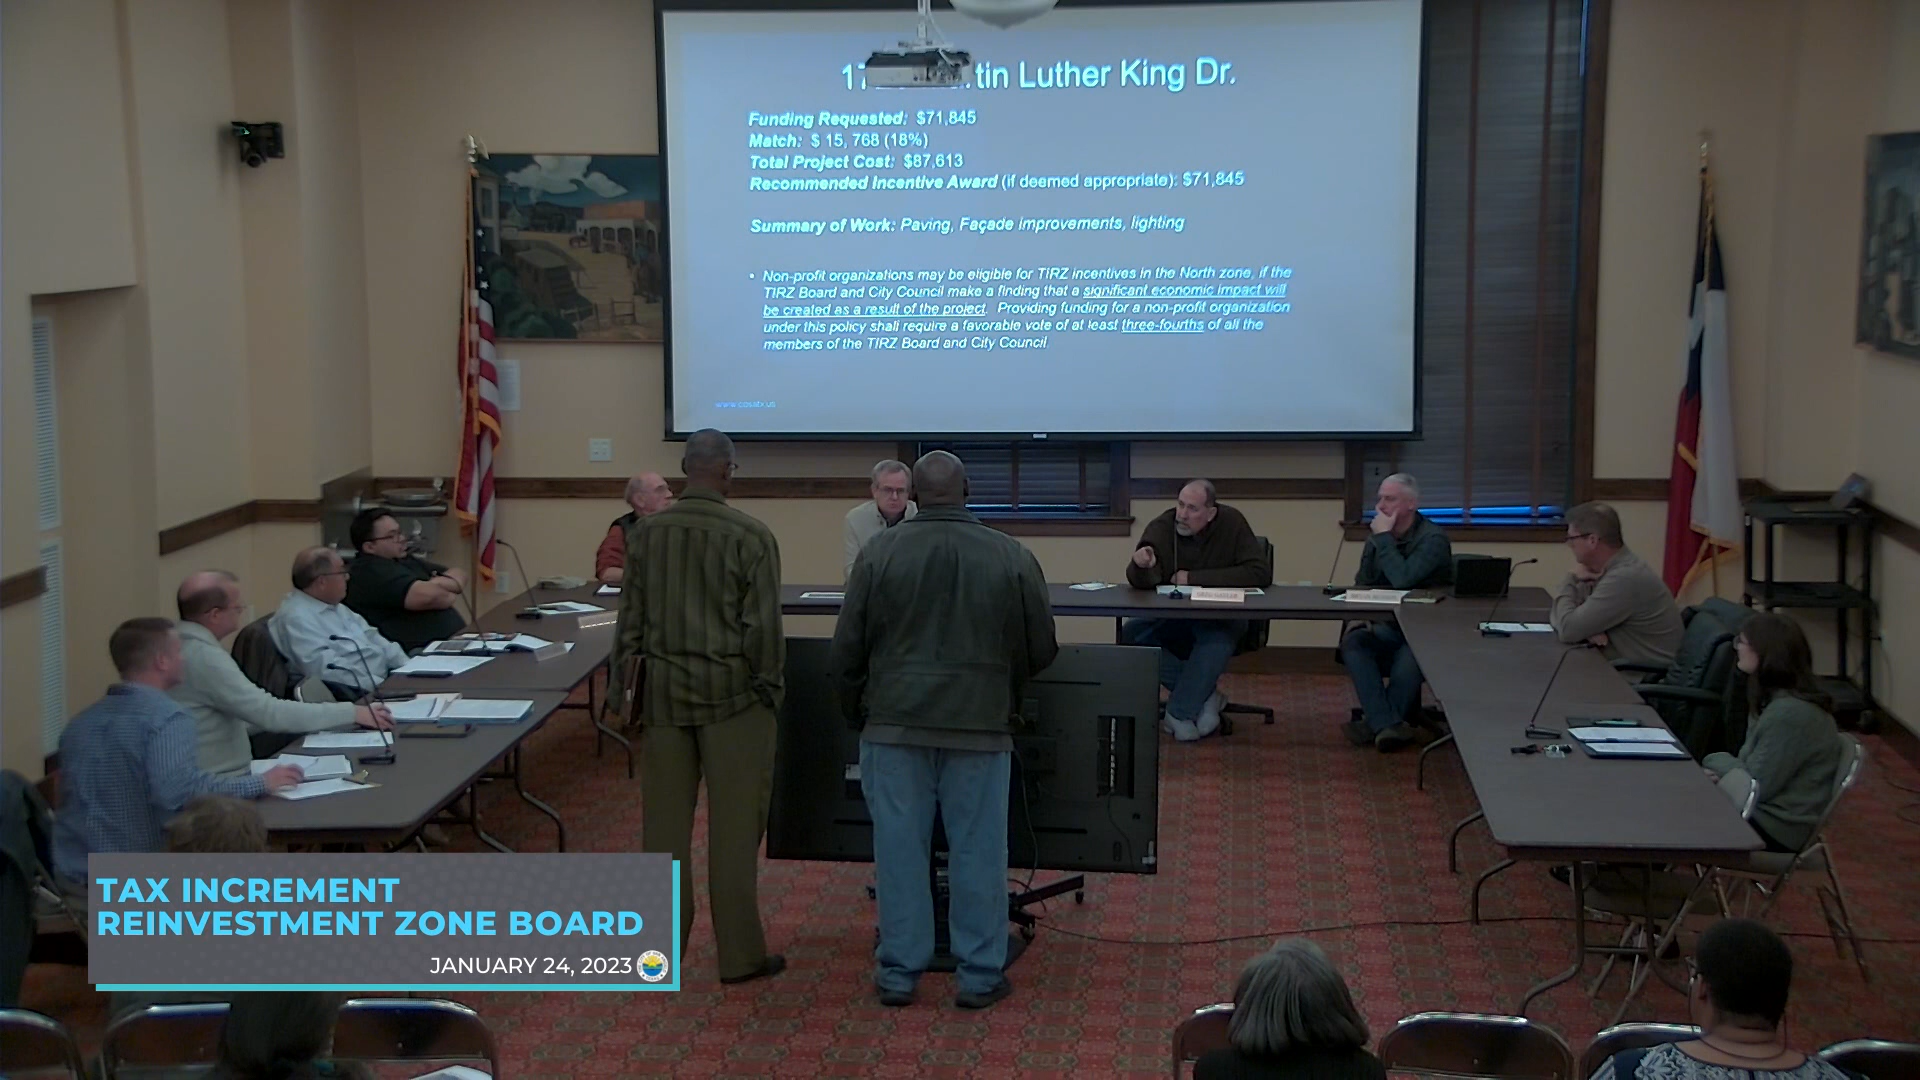 17 tin Luther King Dr.
Funding Requested: $71,845
Match: $ 15, 768 (18%)
Total Project Cost: $87,613
Recommended Incentive Award (if deemed appropriate): $71,845
Summary of Work: Paving, Façade improvements, lighting
• Non-profit organizations may be eligible for TIRZ incentives in the North zone, if the
TIRZ Board and City Council make a finding that a significant economic impact will
be created as a result of the project. Providing funding for a non-profit organization
under this policy shall require a favorable vote of at least three-fourths of all the
members of the TIRZ Board and City Council
www.cosatx.us
TAX INCREMENT
REINVESTMENT ZONE BOARD
JANUARY 24, 2023